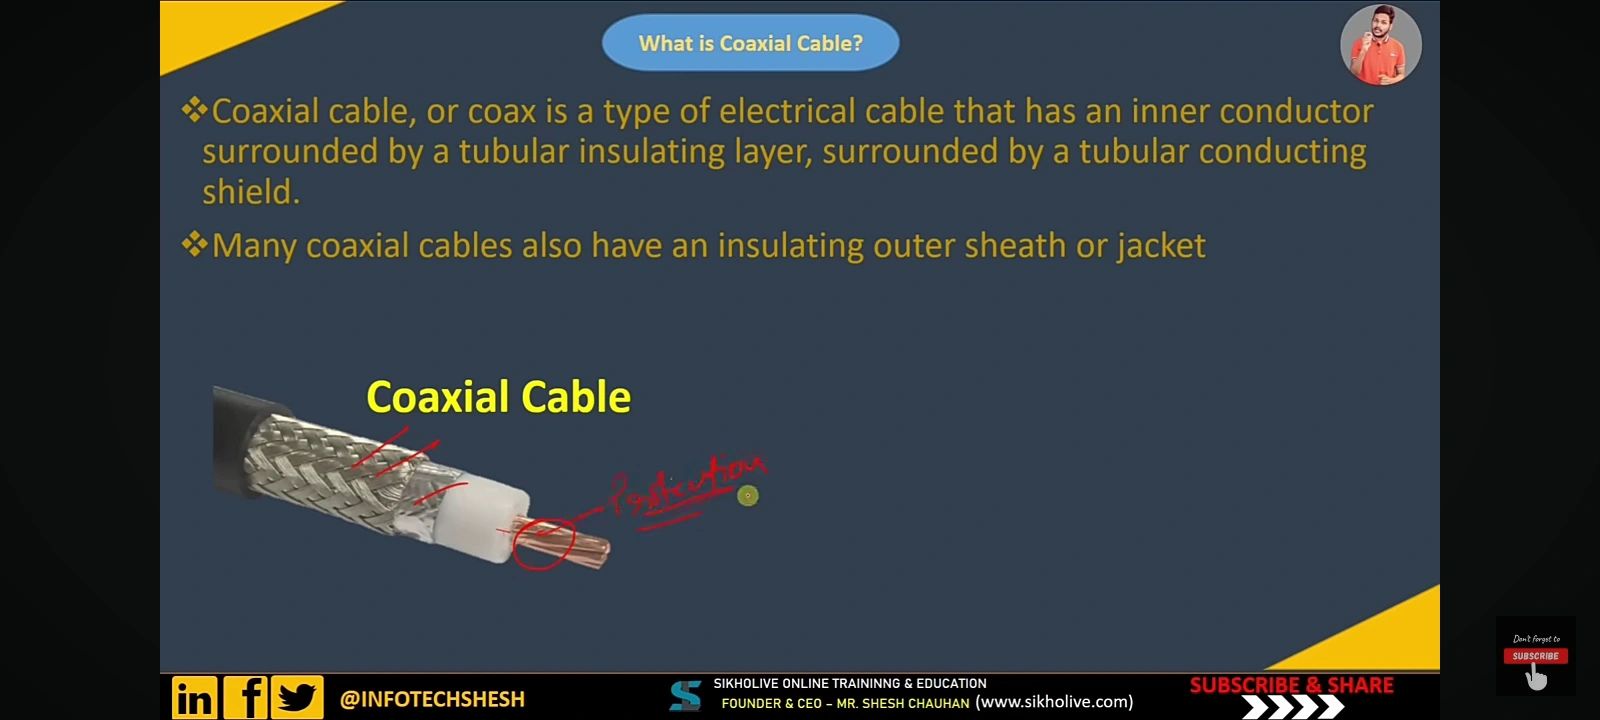 What is Coaxial Cable?
❖Coaxial cable, or coax is a type of electrical cable that has an inner conductor
surrounded by a tubular insulating layer, surrounded by a tubular conducting
shield.
❖Many coaxial cables also have an insulating outer sheath or jacket
Coaxial Cable
in f @INFOTECHSHESH
SIKHOLIVE ONLINE TRAININNG & EDUCATION
FOUNDER & CEO – MR. SHESH CHAUHAN (www.sikholive.com)
SUBSCRIBE & SHARE
Don't forget to
SUBSCRIBE